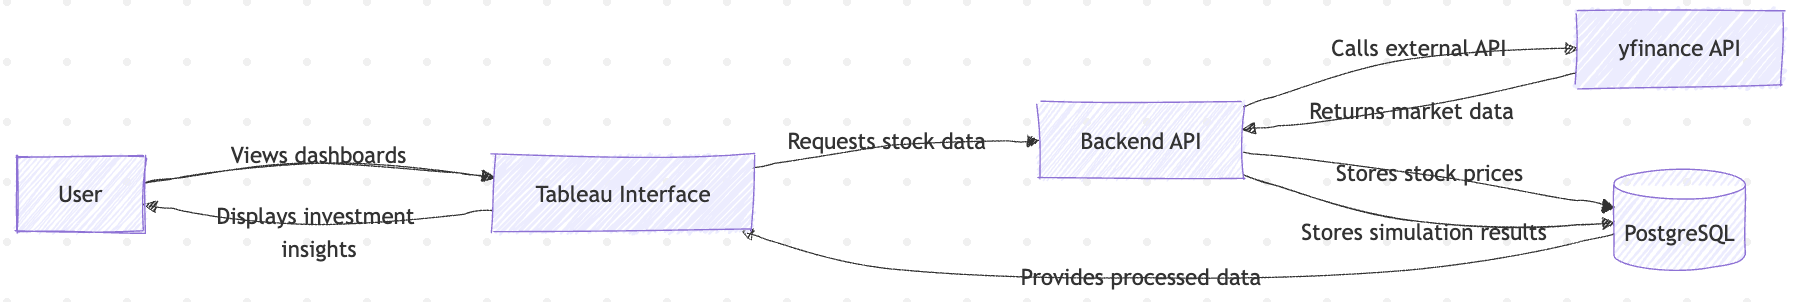 User
Views dashboards
Displays investment
insights
Tableau Interface
Requests stock data
Backend API
Calls external API
Returns market data
yfinance API
Stores stock prices
Stores simulation results
PostgreSQL
Provides processed data